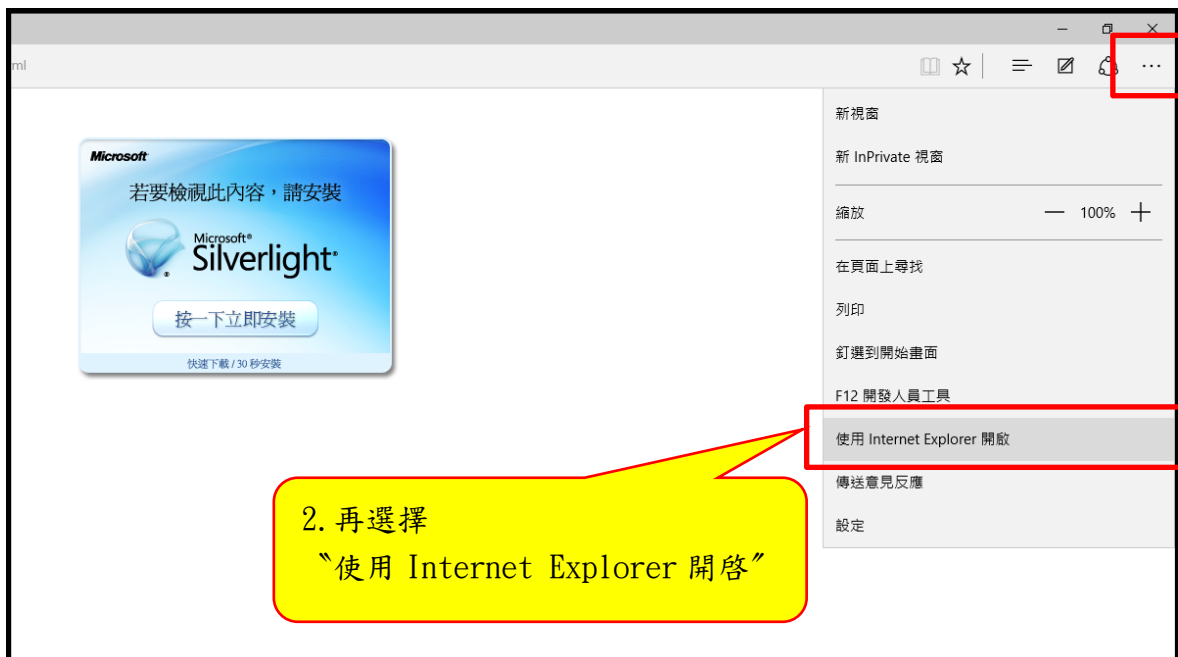 ml
新視窗
Microsoft
新 InPrivate 視窗
若要檢視此內容，請安裝
縮放 — 100% +
Microsoft®
Silverlight®
在頁面上尋找
按一下立即安裝
列印
快速下載 / 30 秒安裝
釘選到開始畫面
F12 開發人員工具
使用 Internet Explorer 開啟
傳送意見反應
2.再選擇
設定
〝使用 Internet Explorer 開啓〞